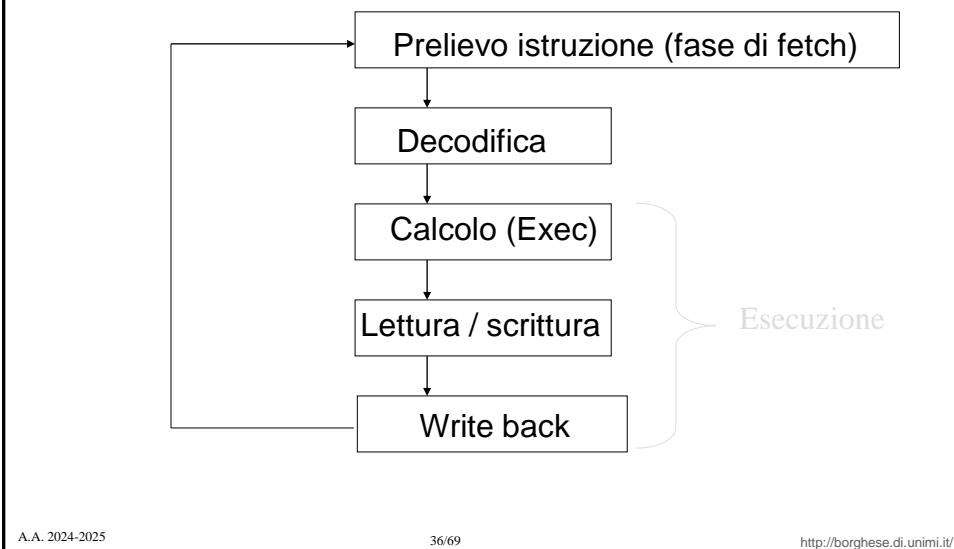 Prelievo istruzione (fase di fetch)
Decodifica
Calcolo (Exec)
Lettura / scrittura
Esecuzione
Write back
A.A. 2024-2025
36/69
http://borghese.di.unimi.it/